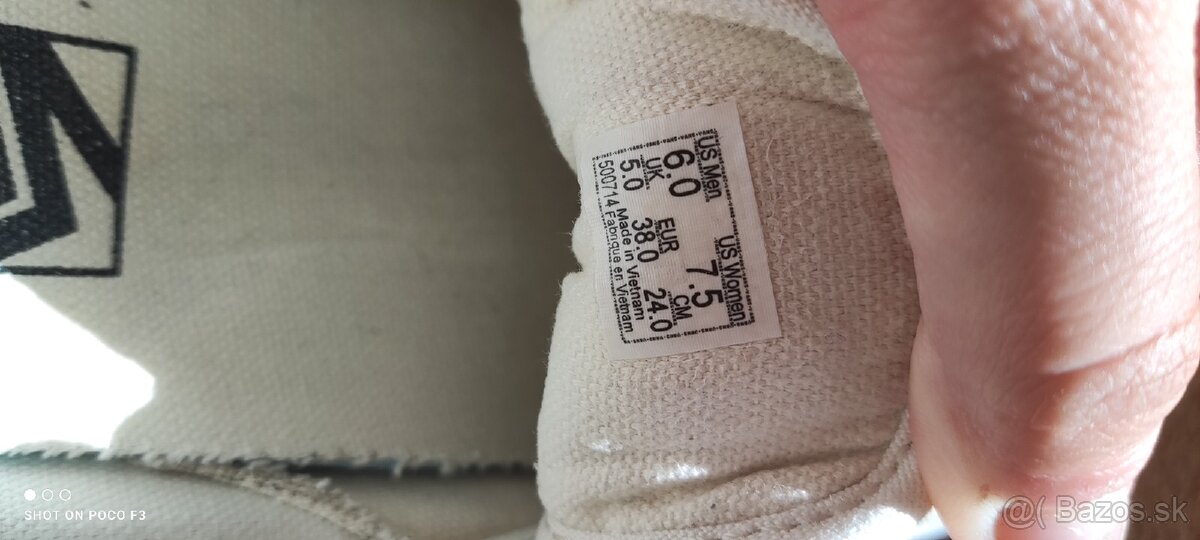 US Men US Women
6.0 7.5
UK EUR CM
5.0 38.0 24.0
Made in Vietnam
500714 Fabriqué en Vietnam
SHOT ON POCO F3
@( Bazos.sk